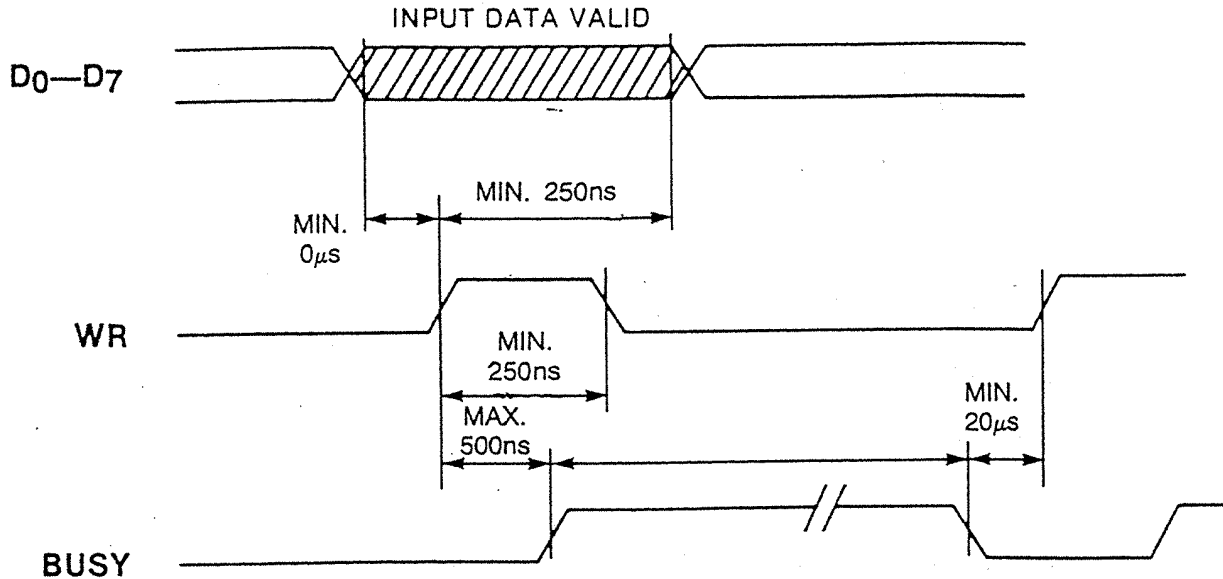 INPUT DATA VALID
D0—D7
MIN. 250ns
MIN.
0μs
WR
MIN.
250ns
MAX.
500ns
MIN.
20μs
BUSY